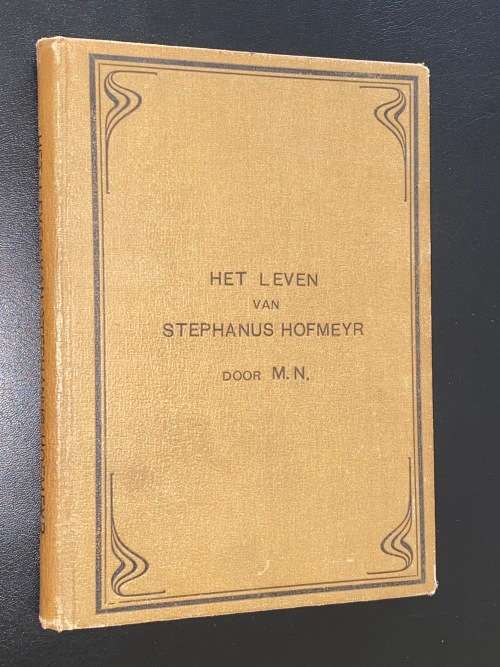 HET LEVEN
VAN
STEPHANUS HOFMEYR
DOOR M.N.